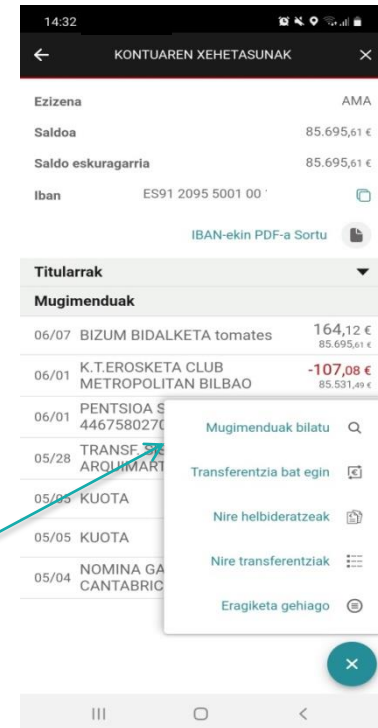 14:32
KONTUAREN XEHETASUNAK
Ezizena AMA
Saldoa 85.695,61 €
Saldo eskuragarria 85.695,61 €
Iban ES91 2095 5001 00
IBAN-ekin PDF-a Sortu
Titularrak
Mugimenduak
06/07 BIZUM BIDALKETA tomates 164,12 €
85.695,61 €
06/01 K.T.EROSKETA CLUB METROPOLITAN BILBAO -107,08 €
85.531,49 €
06/01 PENTSIOA S
4467580270
05/28 TRANSF.
ARQUIMART
05/05 KUOTA
05/05 KUOTA
05/04 NOMINA GA
CANTABRIC
Mugimenduak bilatu
Transferentzia bat egin
Nire helbideratzeak
Nire transferentziak
Eragiketa gehiago